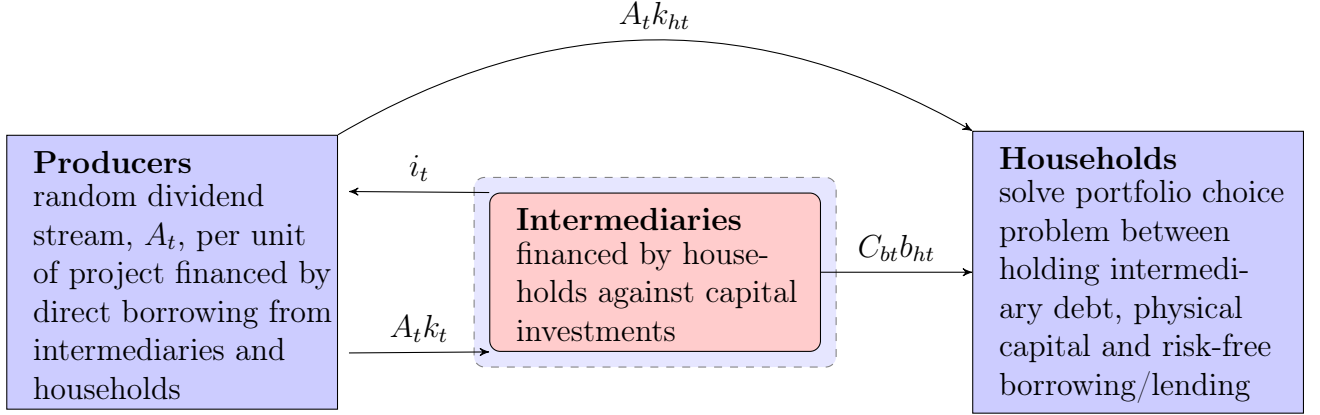 A_t k_{ht}
Producers
random dividend
stream, A_t, per unit
of project financed by
direct borrowing from
intermediaries and
households
i_t
A_t k_t
Intermediaries
financed by house-
holds against capital
investments
C_{bt} b_{ht}
Households
solve portfolio choice
problem between
holding intermedi-
ary debt, physical
capital and risk-free
borrowing/lending